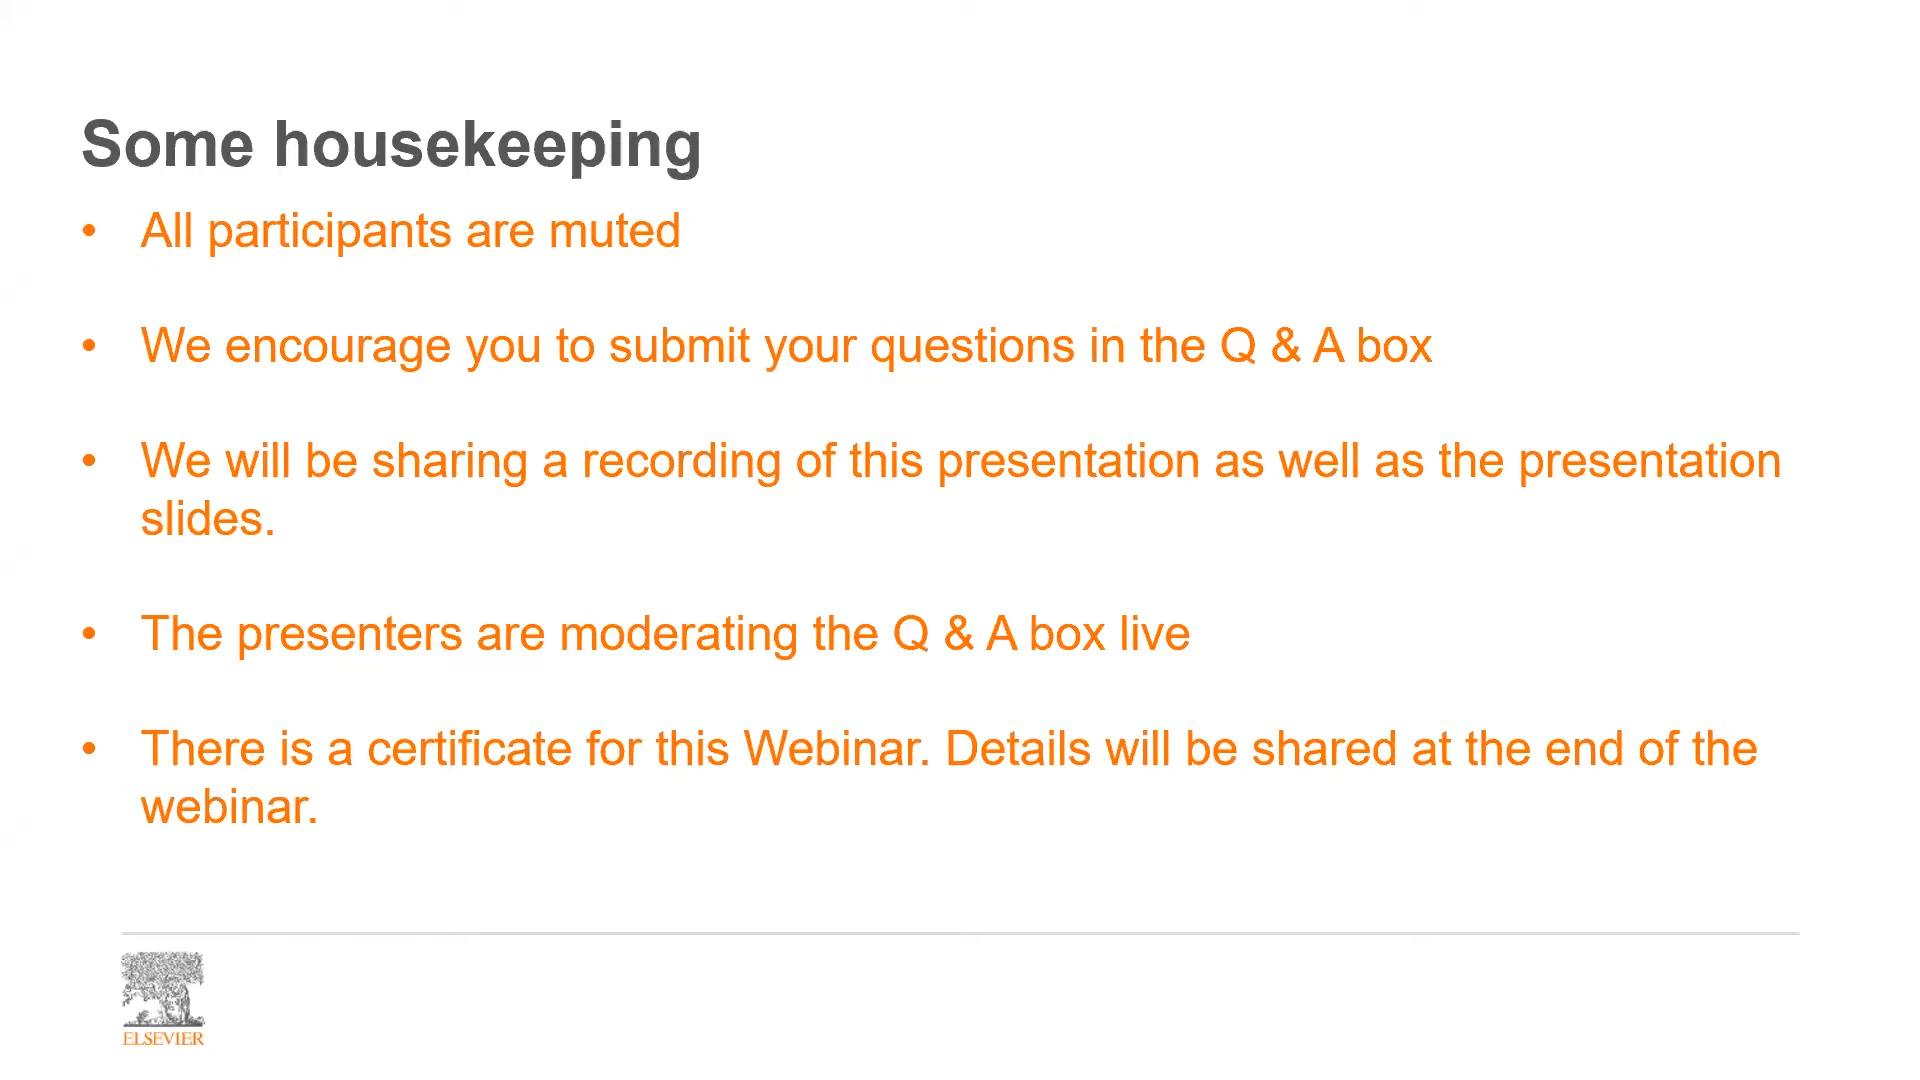 Some housekeeping
• All participants are muted
• We encourage you to submit your questions in the Q & A box
• We will be sharing a recording of this presentation as well as the presentation
slides.
• The presenters are moderating the Q & A box live
• There is a certificate for this Webinar. Details will be shared at the end of the
webinar.
ELSEVIER